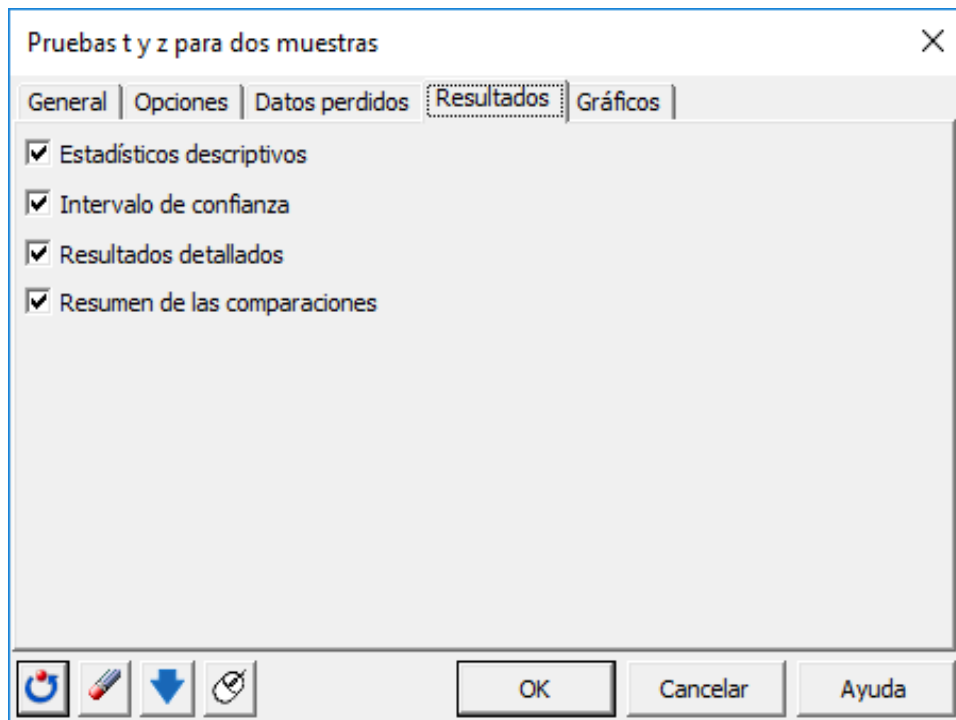 Pruebas t y z para dos muestras
General Opciones Datos perdidos Resultados Gráficos
Estadísticos descriptivos
Intervalo de confianza
Resultados detallados
Resumen de las comparaciones
OK Cancelar Ayuda